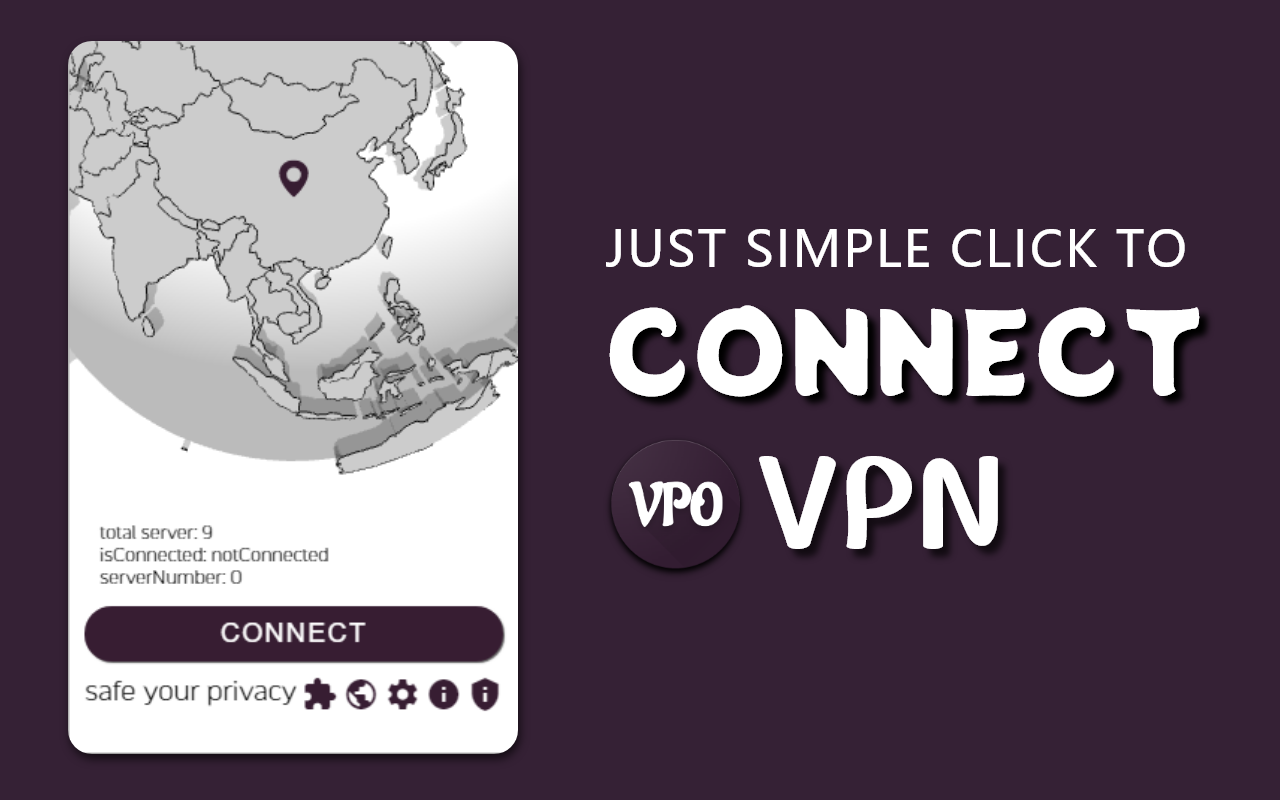 total server: 9
isConnected: notConnected
serverNumber: 0
CONNECT
safe your privacy
JUST SIMPLE CLICK TO
CONNECT
VPO VPN